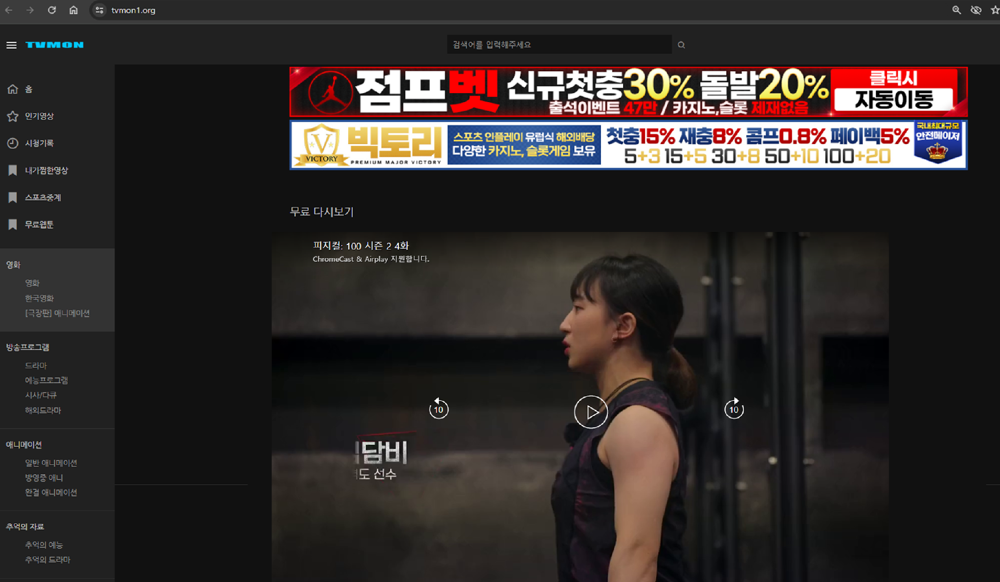 tvmon1.org
TVMON
검색어를 입력해주세요
홈
인기영상
시청기록
내가찜한영상
스포츠중계
무료웹툰
영화
영화
한국영화
[극장판] 애니메이션
방송프로그램
드라마
예능프로그램
시사/다큐
해외드라마
애니메이션
일반 애니메이션
방영중 애니
완결 애니메이션
추억의 자료
추억의 예능
추억의 드라마
점프벳 신규첫충30% 돌발20%
출석이벤트 47만 / 카지노,슬롯 제재없음
클릭시
자동이동
V
VICTORY
빅토리
PREMIUM MAJOR VICTORY
스포츠 인플레이 유럽식 해외배당
다양한 카지노, 슬롯게임 보유
첫충15% 재충8% 콤프0.8% 페이백5%
5+3 15+5 30+8 50+10 100+20
국내최대규모
안전메이저
무료 다시보기
피지컬: 100 시즌 2 4화
ChromeCast & Airplay 지원합니다.
10
10
담비
도 선수